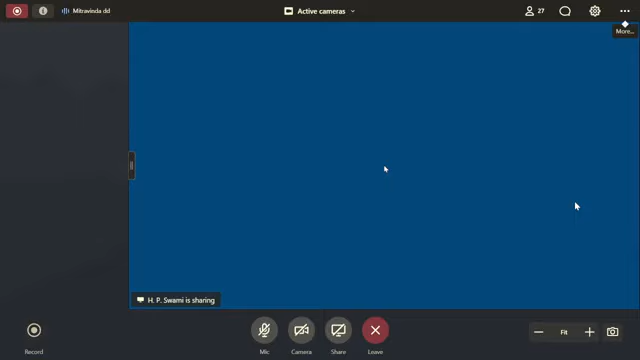 Mitravinda dd
Active cameras
27
More...
H. P. Swami is sharing
Record
Mic
Camera
Share
Leave
Fit